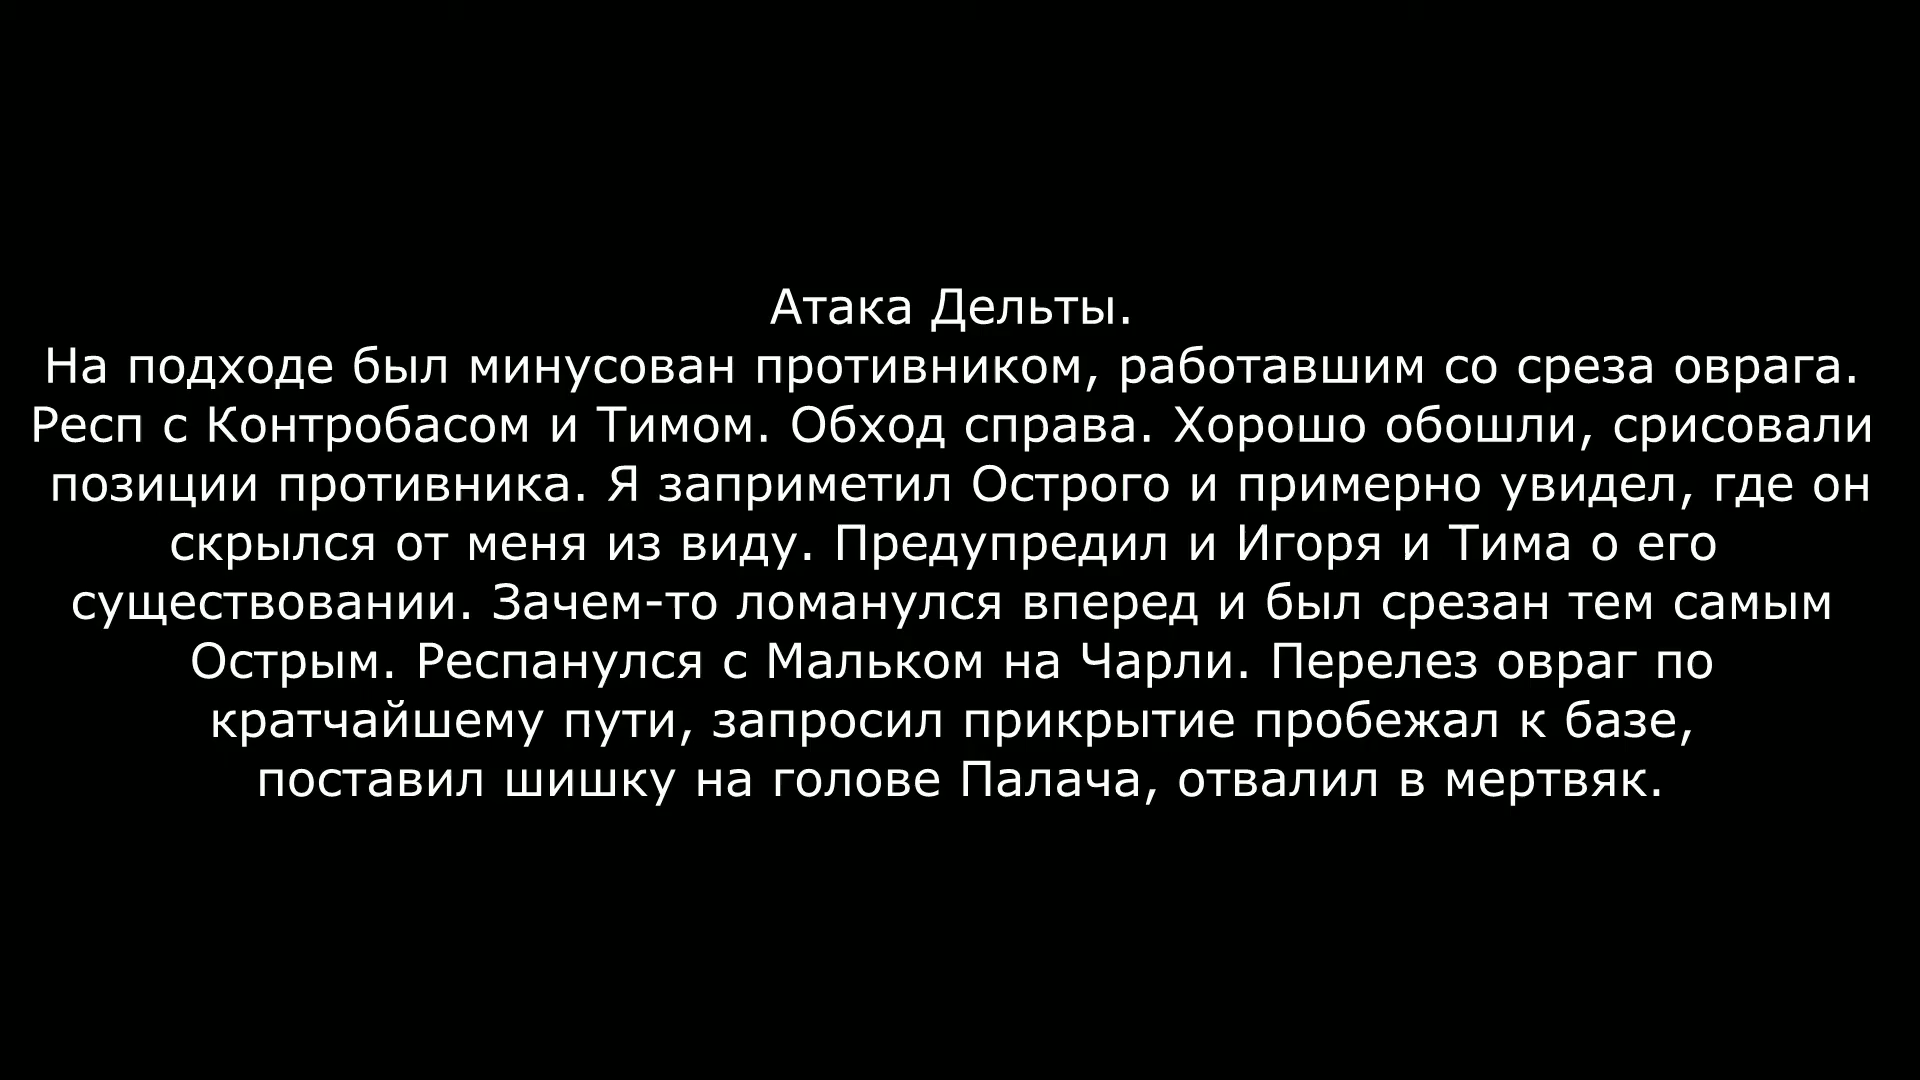 Атака Дельты.
На подходе был минусован противником, работавшим со среза оврага.
Респ с Контробасом и Тимом. Обход справа. Хорошо обошли, срисовали
позиции противника. Я заприметил Острого и примерно увидел, где он
скрылся от меня из виду. Предупредил и Игоря и Тима о его
существовании. Зачем-то ломанулся вперед и был срезан тем самым
Острым. Респанулся с Мальком на Чарли. Перелез овраг по
кратчайшему пути, запросил прикрытие пробежал к базе,
поставил шишку на голове Палача, отвалил в мертвяк.